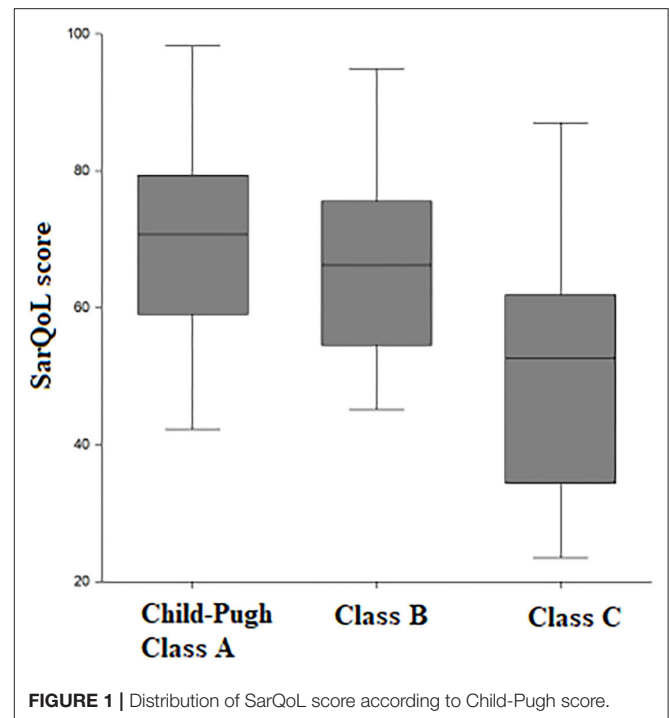 100
80
60
40
20
SarQoL score
Child-Pugh
Class A
Class B
Class C
FIGURE 1 | Distribution of SarQoL score according to Child-Pugh score.